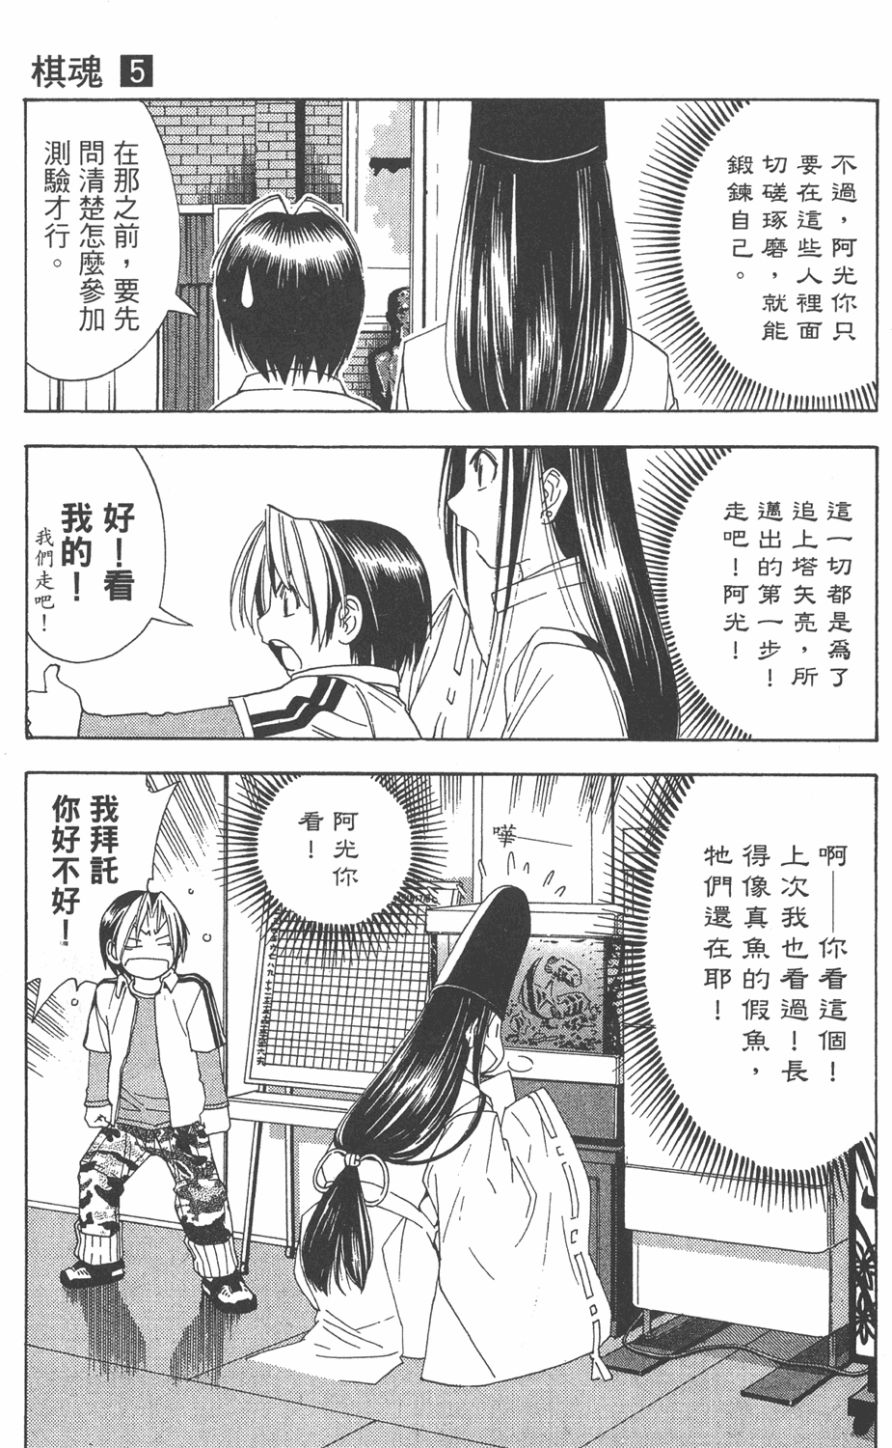 棋魂 5
不過，阿光你只
要在這些人裡面
切磋琢磨，就能
鍛鍊自己。
在那之前，要先
問清楚怎麼參加
測驗才行。
這一切都是為了
追上塔矢亮，所
邁出的第一步！
走吧！阿光！
好！看
我的！
我們走吧！
啊——你看這個！
上次我也看過！長
得像真魚的假魚，
牠們還在耶！
嘩——
阿光你
看！
我拜託
你好不好！